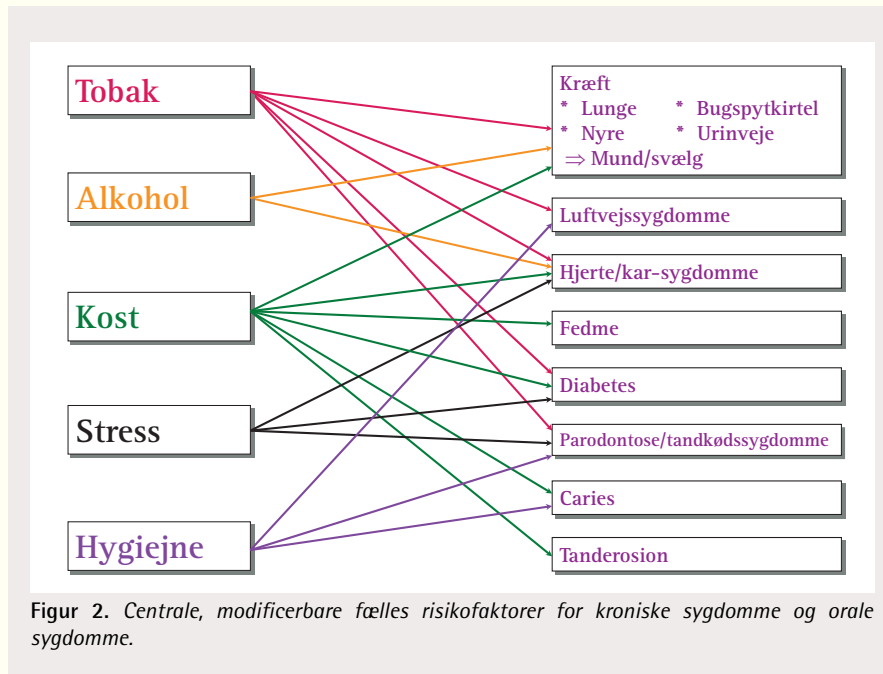 Tobak
Alkohol
Kost
Stress
Hygiejne
Kræft
* Lunge * Bugspytkirtel
* Nyre * Urinveje
⇒ Mund/svælg
Luftvejssygdomme
Hjerte/kar-sygdomme
Fedme
Diabetes
Parodontose/tandkødssygdomme
Caries
Tanderosion
Figur 2. Centrale, modificerbare fælles risikofaktorer for kroniske sygdomme og orale
sygdomme.